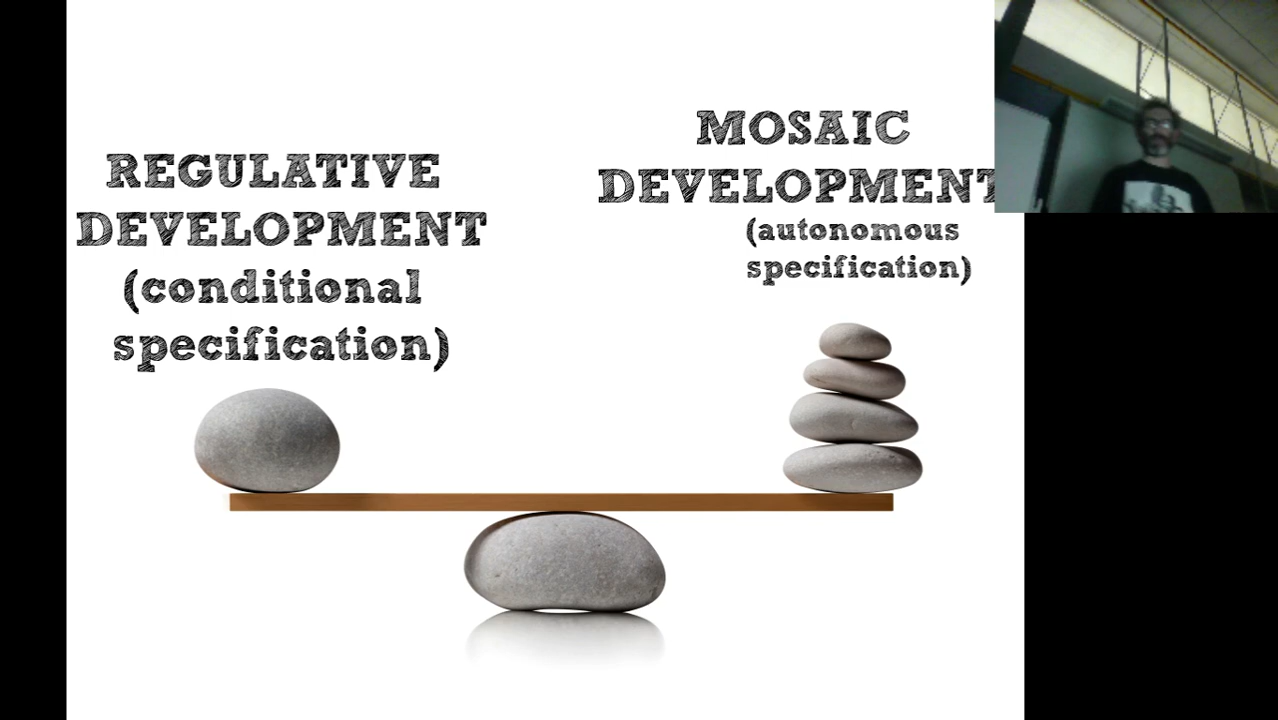 REGULATIVE
DEVELOPMENT
(conditional
specification)
MOSAIC
DEVELOPMENT
(autonomous
specification)